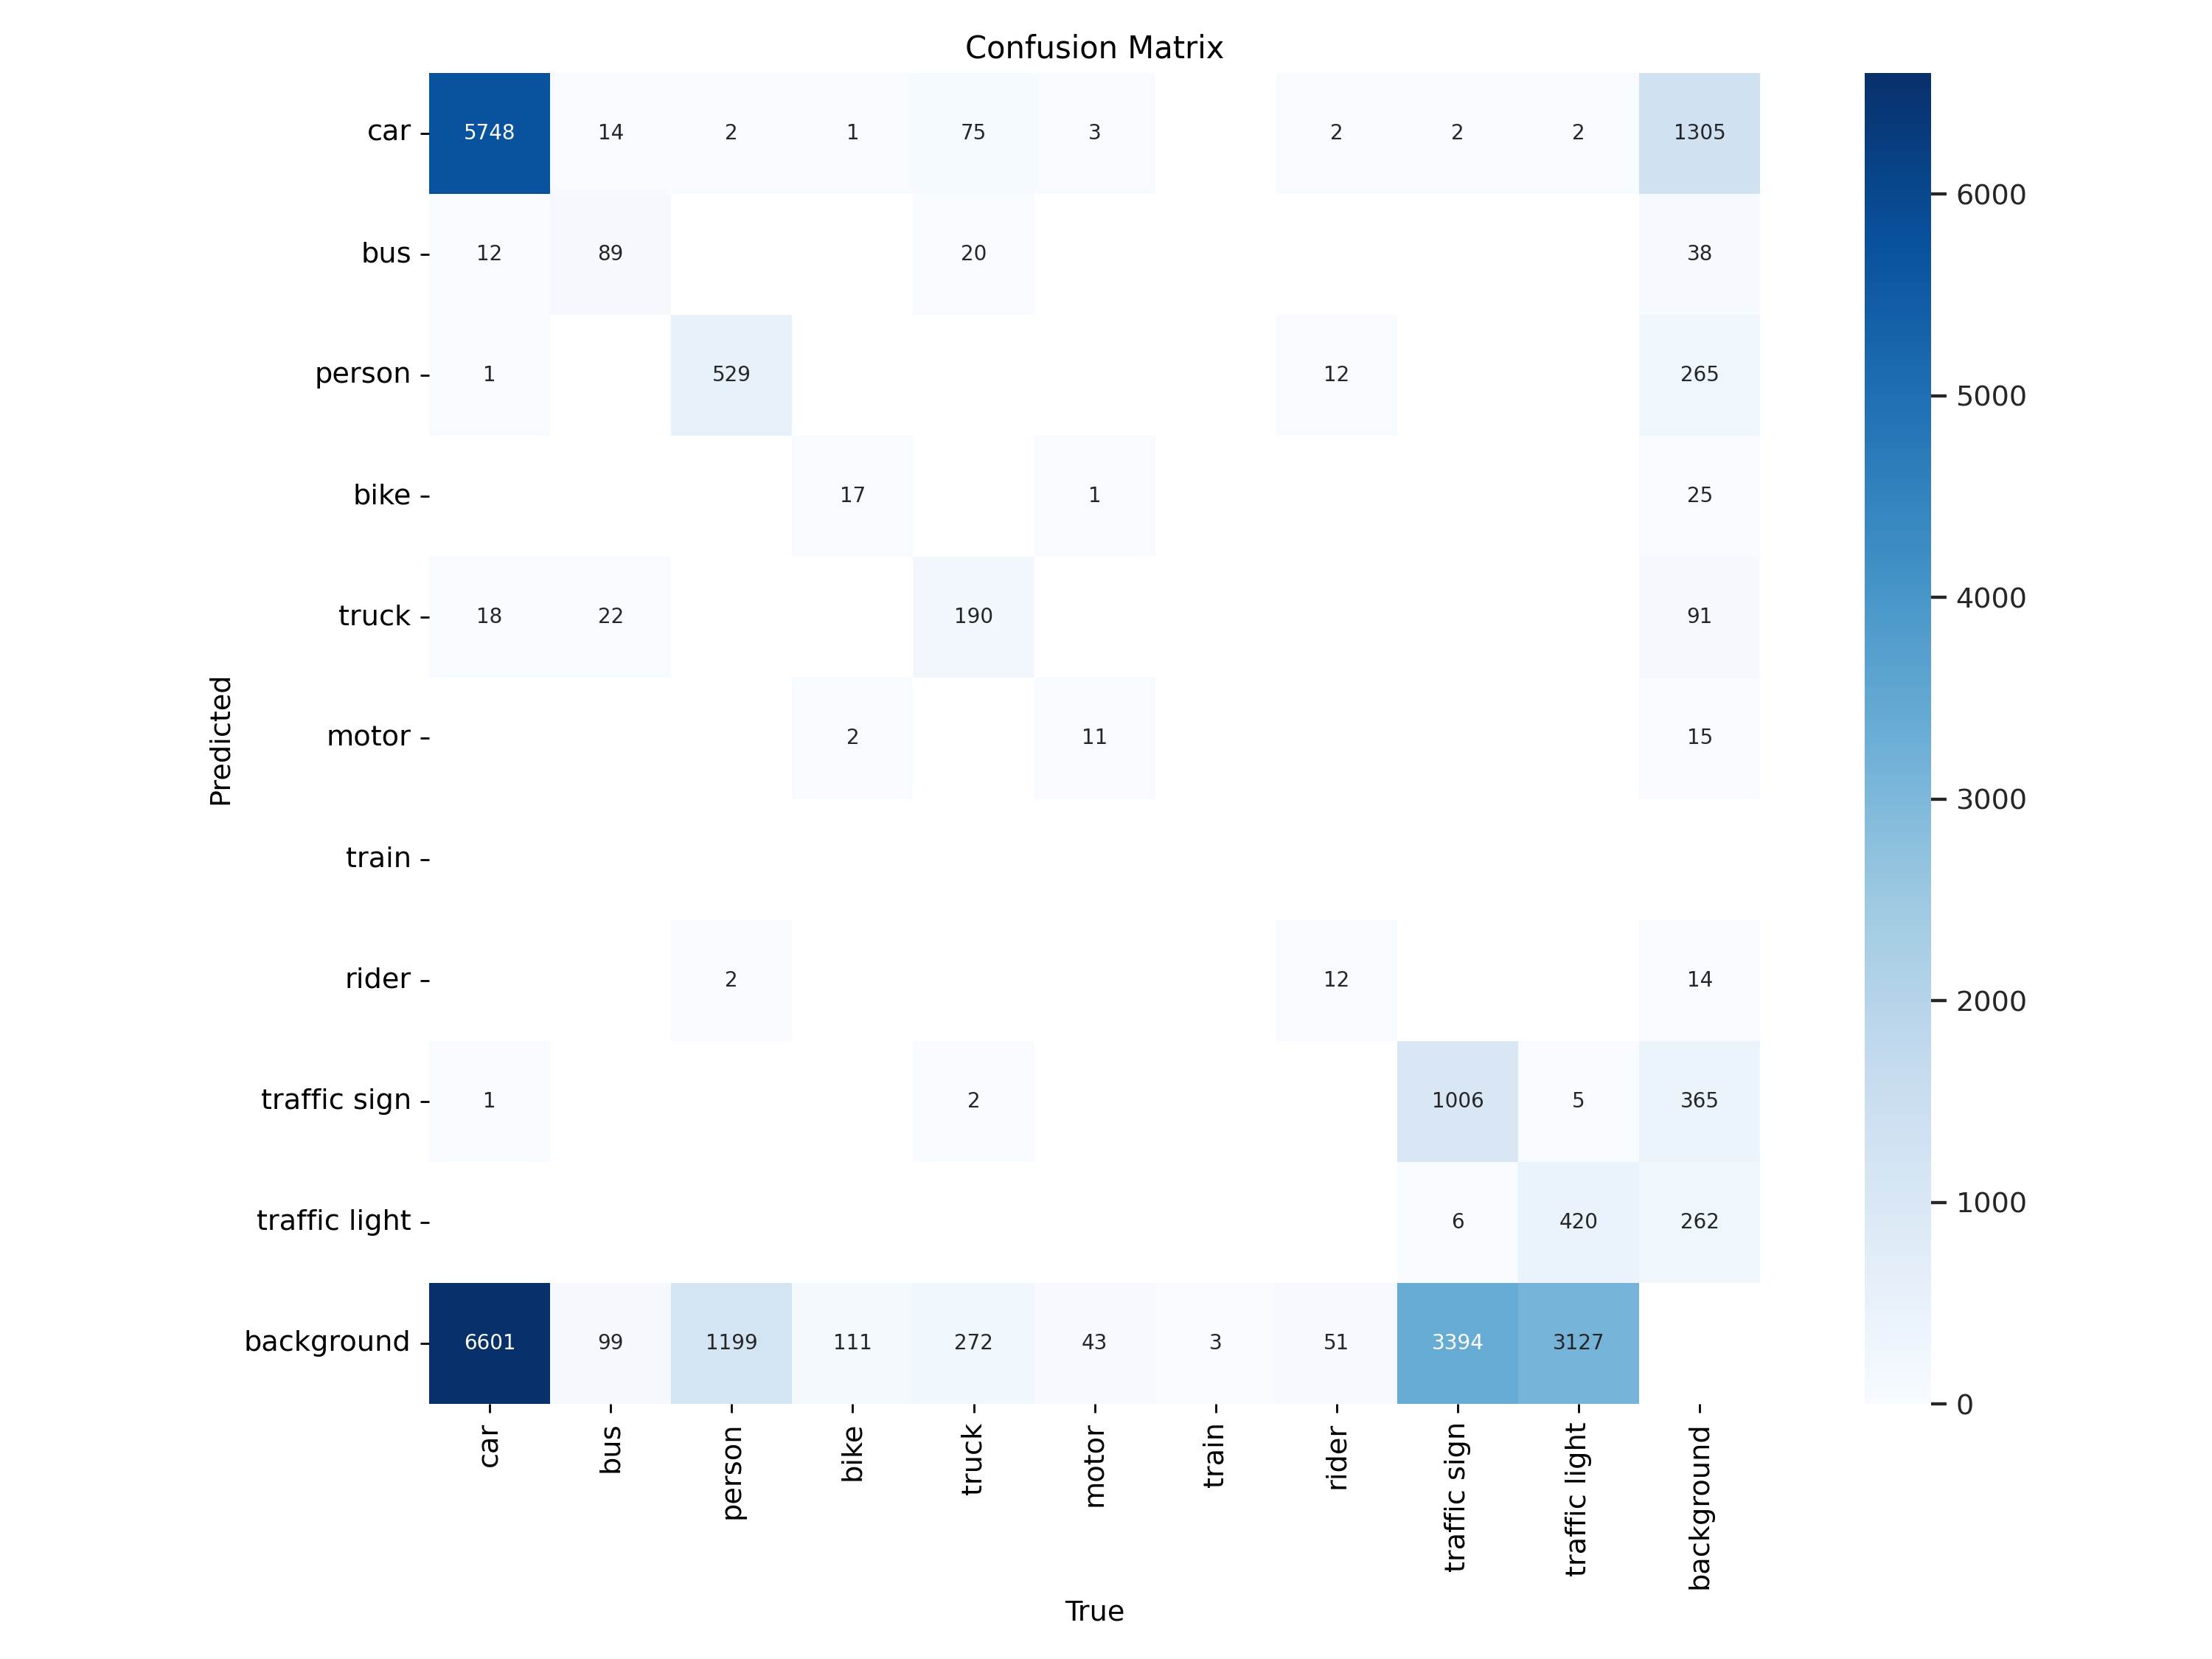 Confusion Matrix
car 5748 14 2 1 75 3 2 2 2 1305
bus 12 89 20 38
person 1 529 12 265
bike 17 1 25
truck 18 22 190 91
motor 2 11 15
train
rider 2 12 14
traffic sign 1 2 1006 5 365
traffic light 6 420 262
background 6601 99 1199 111 272 43 3 51 3394 3127
car bus person bike truck motor train rider traffic sign traffic light background
True
Predicted
6000
5000
4000
3000
2000
1000
0